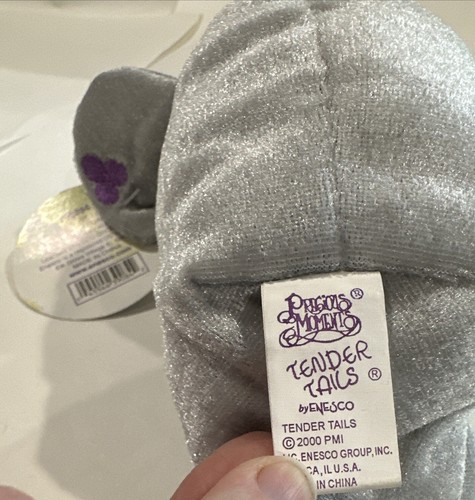 PRECIOUS
MOMENTS ®
TENDER
TAILS ®
by ENESCO
TENDER TAILS
© 2000 PMI
ENESCO GROUP, INC.
IL U.S.A.
IN CHINA